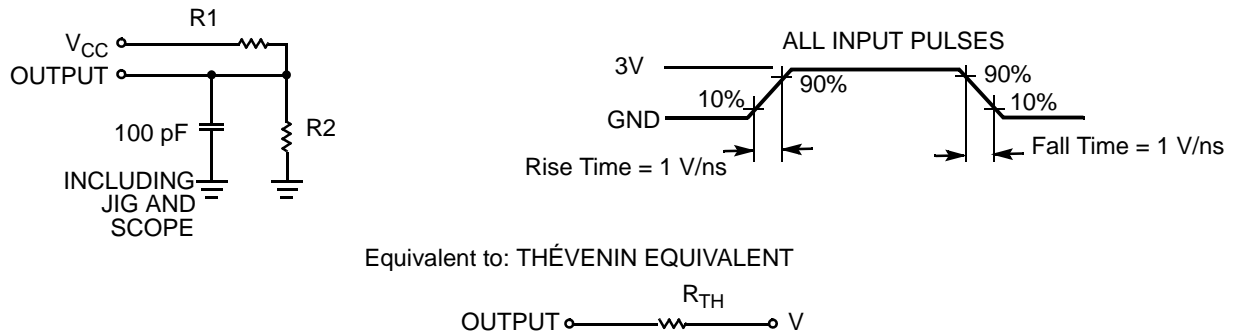 R1
V_CC
OUTPUT
100 pF
R2
INCLUDING
JIG AND
SCOPE
ALL INPUT PULSES
3V
90%
90%
10%
10%
GND
Rise Time = 1 V/ns
Fall Time = 1 V/ns
Equivalent to: THÉVENIN EQUIVALENT
R_TH
OUTPUT
V